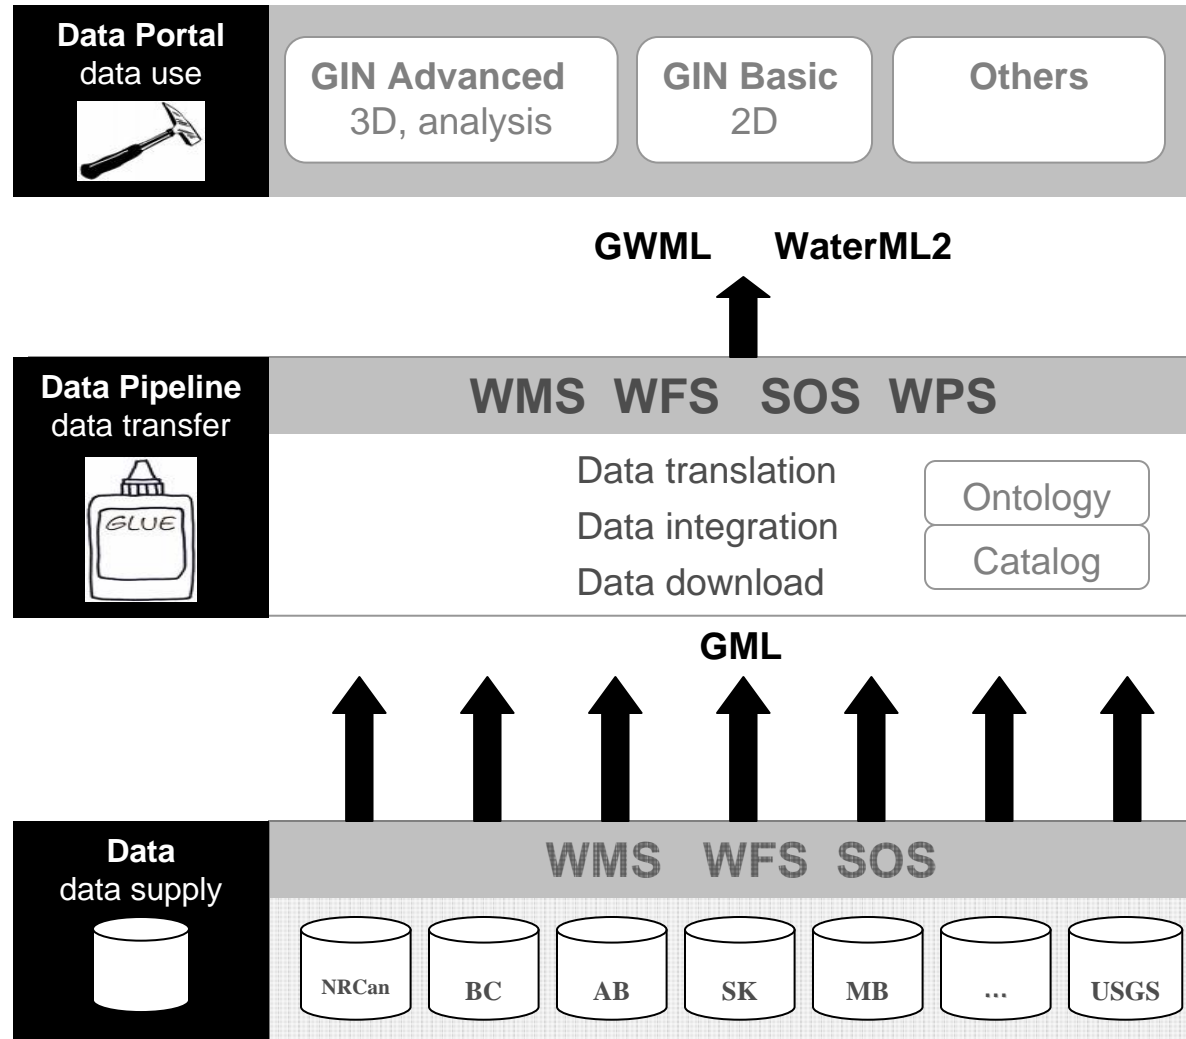 Data Portal
data use
GIN Advanced
3D, analysis
GIN Basic
2D
Others
GWML WaterML2
Data Pipeline
data transfer
GLUE
WMS WFS SOS WPS
Data translation
Data integration
Data download
Ontology
Catalog
GML
Data
data supply
WMS WFS SOS
NRCan BC AB SK MB ... USGS